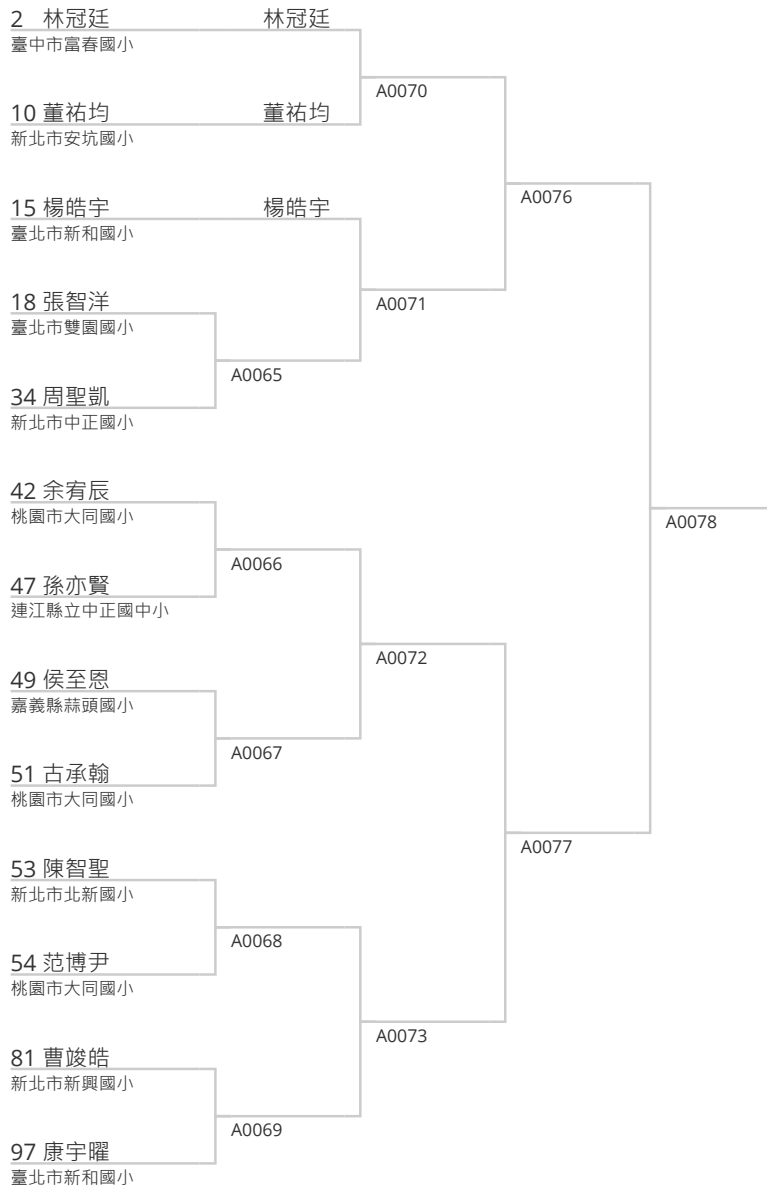 2 林冠廷 林冠廷
臺中市富春國小
A0070
10 董祐均 董祐均
新北市安坑國小
A0076
15 楊皓宇 楊皓宇
臺北市新和國小
18 張智洋
A0071
臺北市雙園國小
A0065
34 周聖凱
新北市中正國小
42 余宥辰
桃園市大同國小
A0078
A0066
47 孫亦賢
連江縣立中正國中小
A0072
49 侯至恩
嘉義縣蒜頭國小
A0067
51 古承翰
桃園市大同國小
A0077
53 陳智聖
新北市北新國小
A0068
54 范博尹
桃園市大同國小
A0073
81 曹竣皓
新北市新興國小
A0069
97 康宇曜
臺北市新和國小